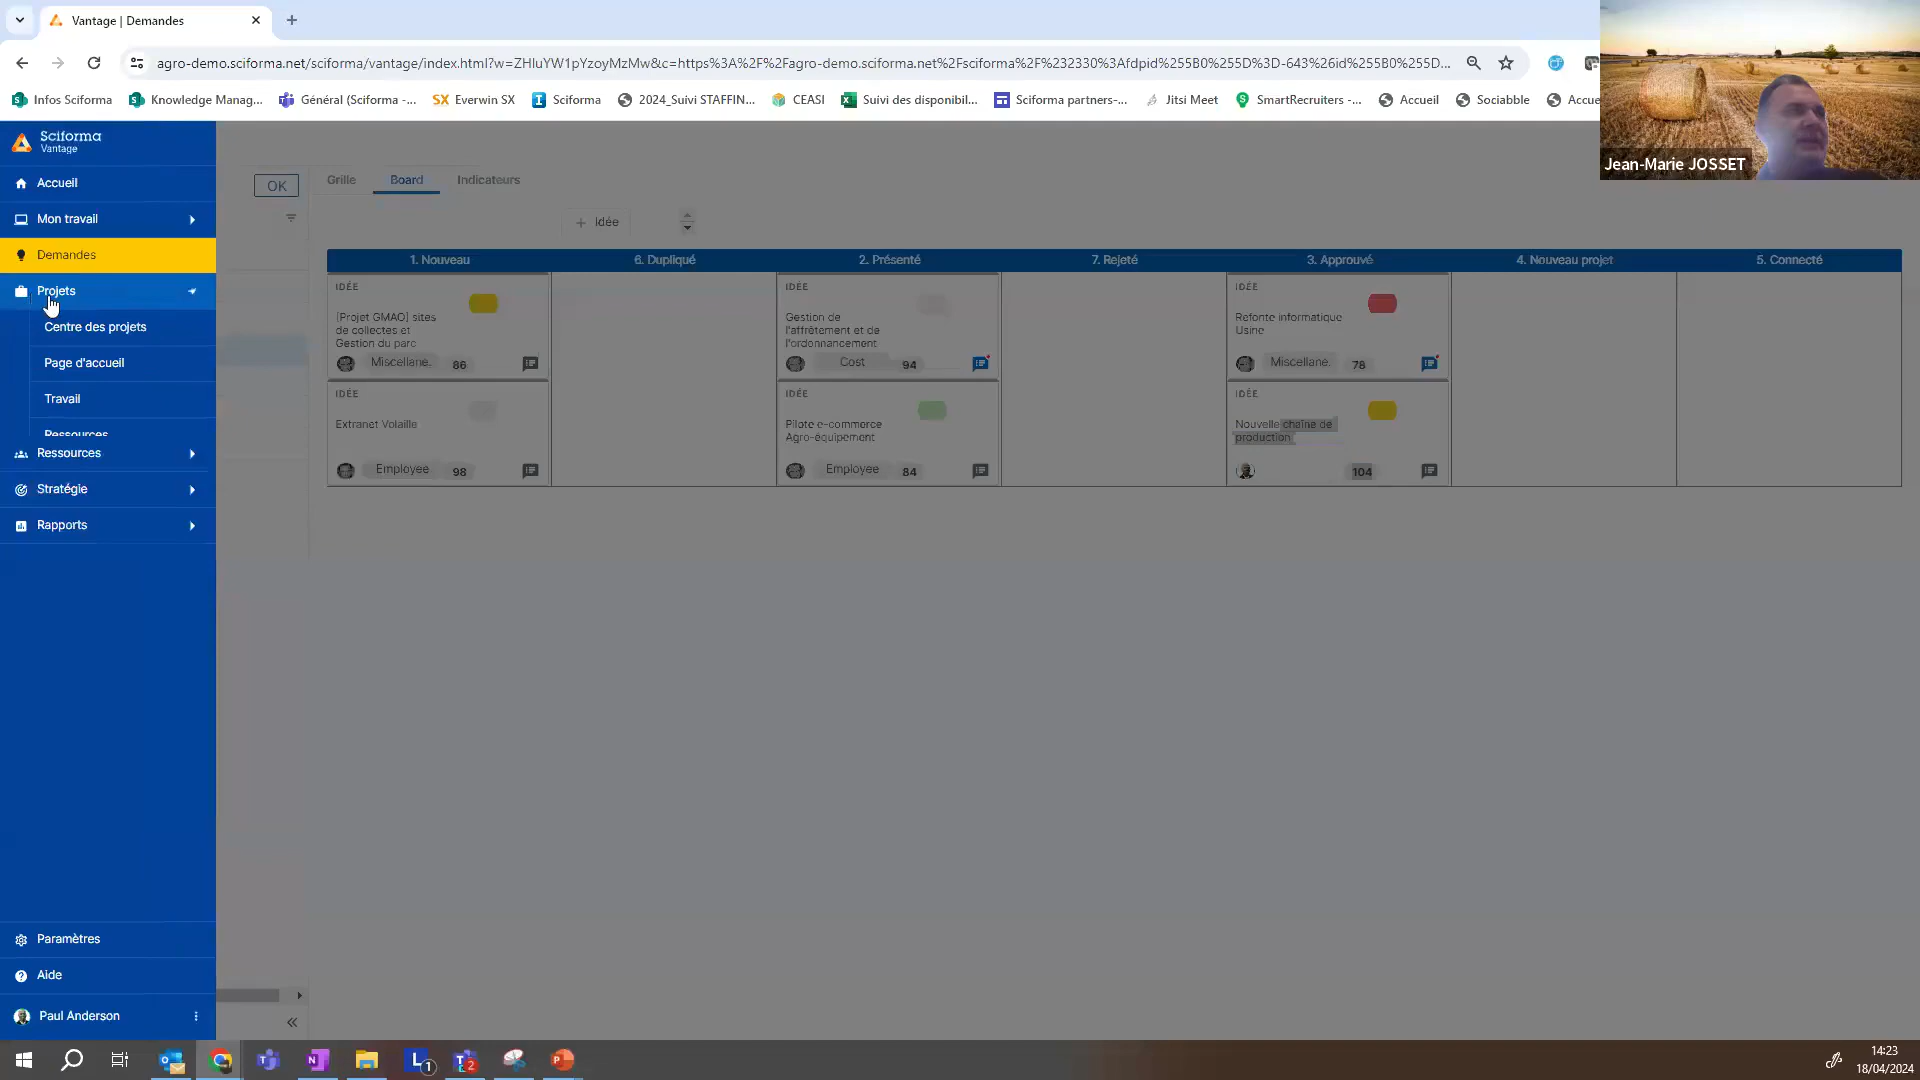 Vantage | Demandes
agro-demo.sciforma.net/sciforma/vantage/index.html?w=ZHIuYW1pYzoyMzMw&c=https%3A%2F%2Fagro-demo.sciforma.net%2Fsciforma%2F%232330%3Afdpid%255B0%255D%3D-643%26id%255B0%255D...
Infos Sciforma
Knowledge Manag...
Général (Sciforma -...
Everwin SX
Sciforma
2024_Suivi STAFFIN...
CEASI
Suivi des disponibil...
Sciforma partners-...
Jitsi Meet
SmartRecruiters -...
Accueil
Sociabble
Accue
Jean-Marie JOSSET
Sciforma
Vantage
Accueil
Mon travail
Demandes
Projets
Centre des projets
Page d'accueil
Travail
Ressources
Ressources
Stratégie
Rapports
Paramètres
Aide
Paul Anderson
OK
Grille
Board
Indicateurs
+ Idée
1. Nouveau
6. Dupliqué
2. Présenté
7. Rejeté
3. Approuvé
4. Nouveau projet
5. Connecté
IDÉE
[Projet GMAO] sites
de collectes et
Gestion du parc
Miscellane.
86
IDÉE
Extranet Volaille
Employee
98
IDÉE
Gestion de
l'affrètement et de
l'ordonnancement
Cost
94
IDÉE
Pilote e-commerce
Agro-équipement
Employee
84
IDÉE
Refonte informatique
Usine
Miscellane.
78
IDÉE
Nouvelle chaîne de
production
104
1
2
14:23
18/04/2024